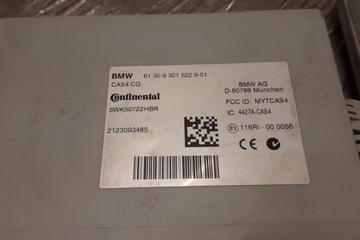 BMW 61.35-9 301 522.9-01
CAS4 CG
Continental
5WK50722HBR
2123093485
BMW AG
D-80788 München
FCC ID: MYTCAS4
IC: 4427A-CAS4
E1 116RI - 00 0056